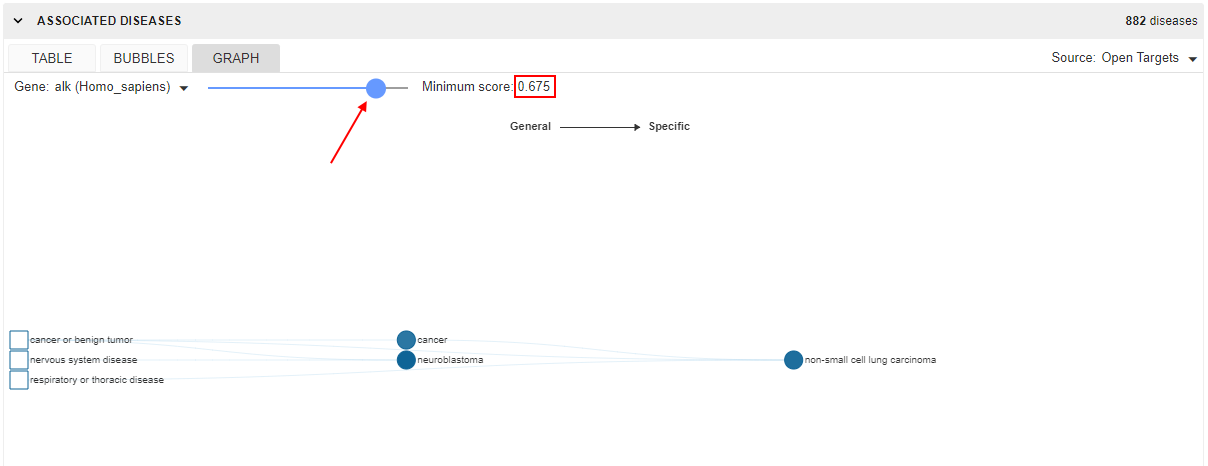 ASSOCIATED DISEASES 882 diseases
TABLE BUBBLES GRAPH Source: Open Targets
Gene: alk (Homo_sapiens) Minimum score: 0.675
General Specific
cancer or benign tumor cancer
nervous system disease neuroblastoma non-small cell lung carcinoma
respiratory or thoracic disease